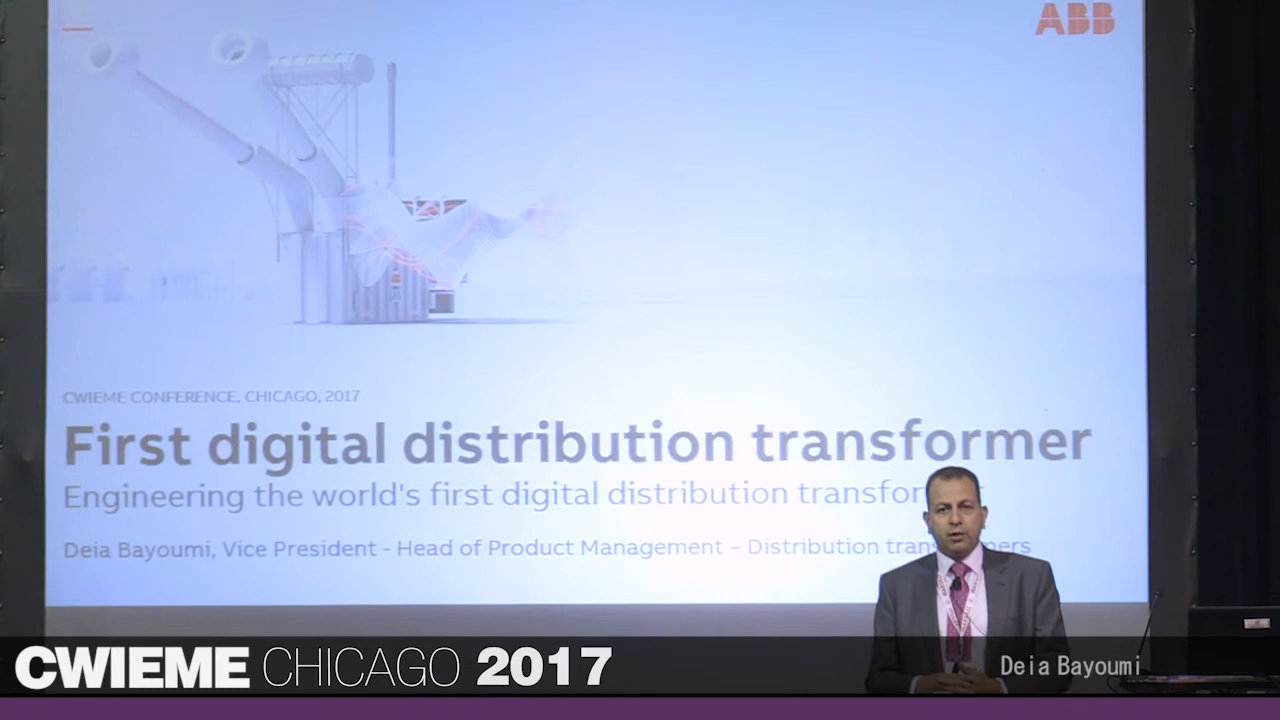 ABB
CWIEME CONFERENCE, CHICAGO, 2017
First digital distribution transformer
Engineering the world's first digital distribution
Deia Bayoumi, Vice President - Head of Product Management – Distribution
CWIEME CHICAGO 2017
Deia Bayoumi